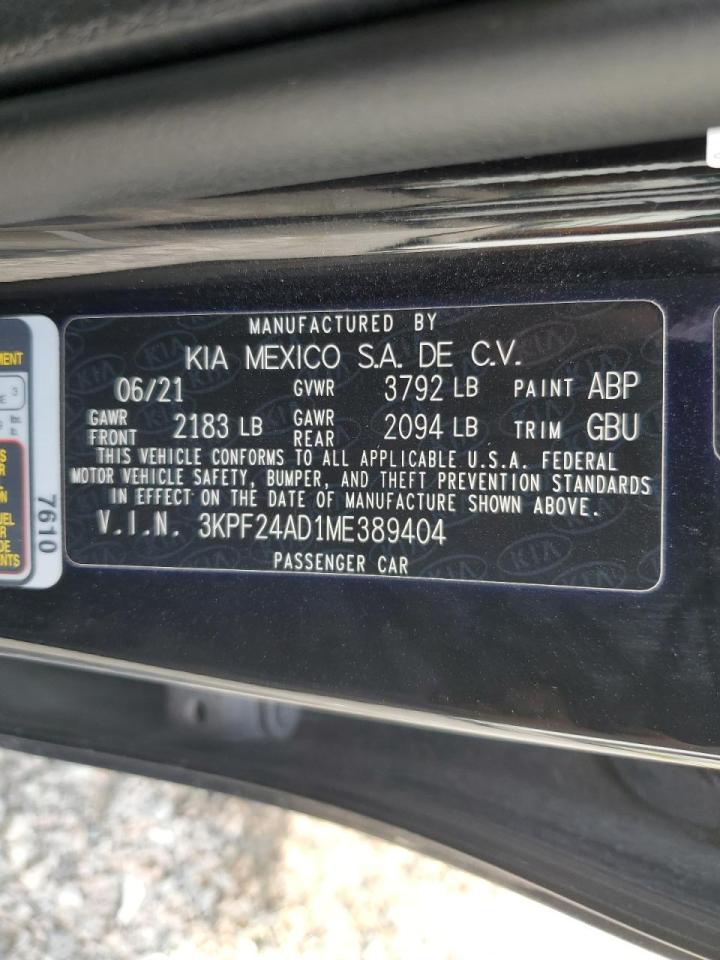 MANUFACTURED BY
KIA MEXICO S.A. DE C.V.
06/21 GVWR 3792 LB PAINT ABP
GAWR FRONT 2183 LB GAWR REAR 2094 LB TRIM GBU
THIS VEHICLE CONFORMS TO ALL APPLICABLE U.S.A. FEDERAL
MOTOR VEHICLE SAFETY, BUMPER, AND THEFT PREVENTION STANDARDS
IN EFFECT ON THE DATE OF MANUFACTURE SHOWN ABOVE.
V.I.N. 3KPF24AD1ME389404
PASSENGER CAR
7610
3